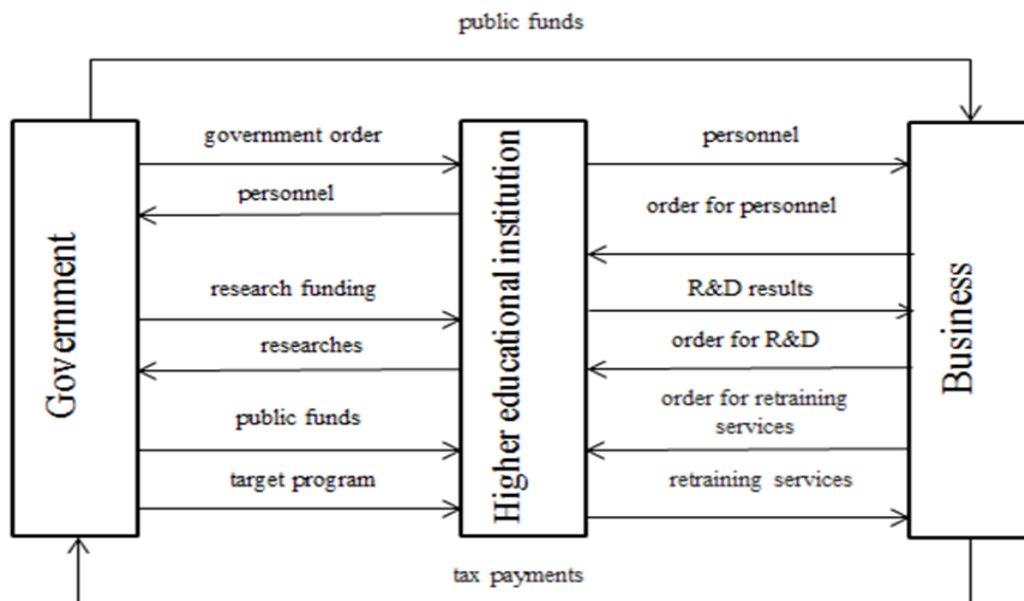 public funds
government order
personnel
research funding
researches
public funds
target program
Government
Higher educational institution
personnel
order for personnel
R&D results
order for R&D
order for retraining
services
retraining services
Business
tax payments